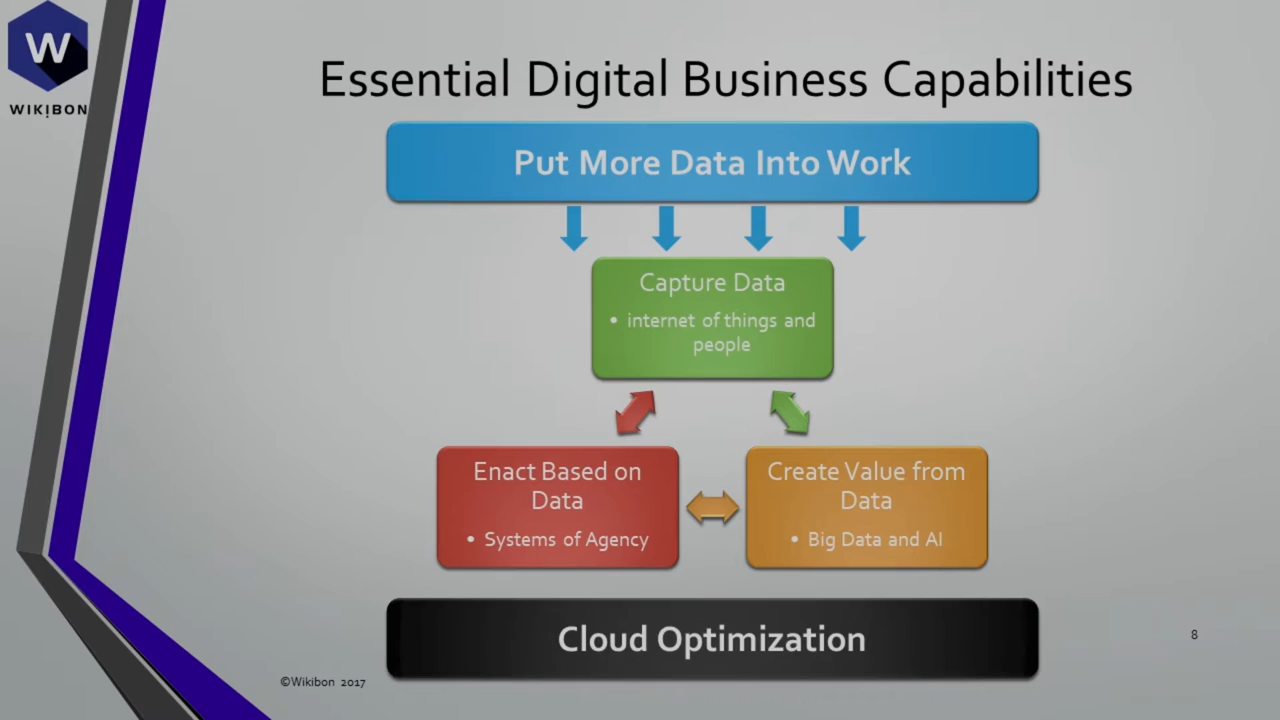 W
WIKIBON
Essential Digital Business Capabilities
Put More Data Into Work
Capture Data
• internet of things and
people
Enact Based on
Data
• Systems of Agency
Create Value from
Data
• Big Data and AI
Cloud Optimization
8
©Wikibon 2017